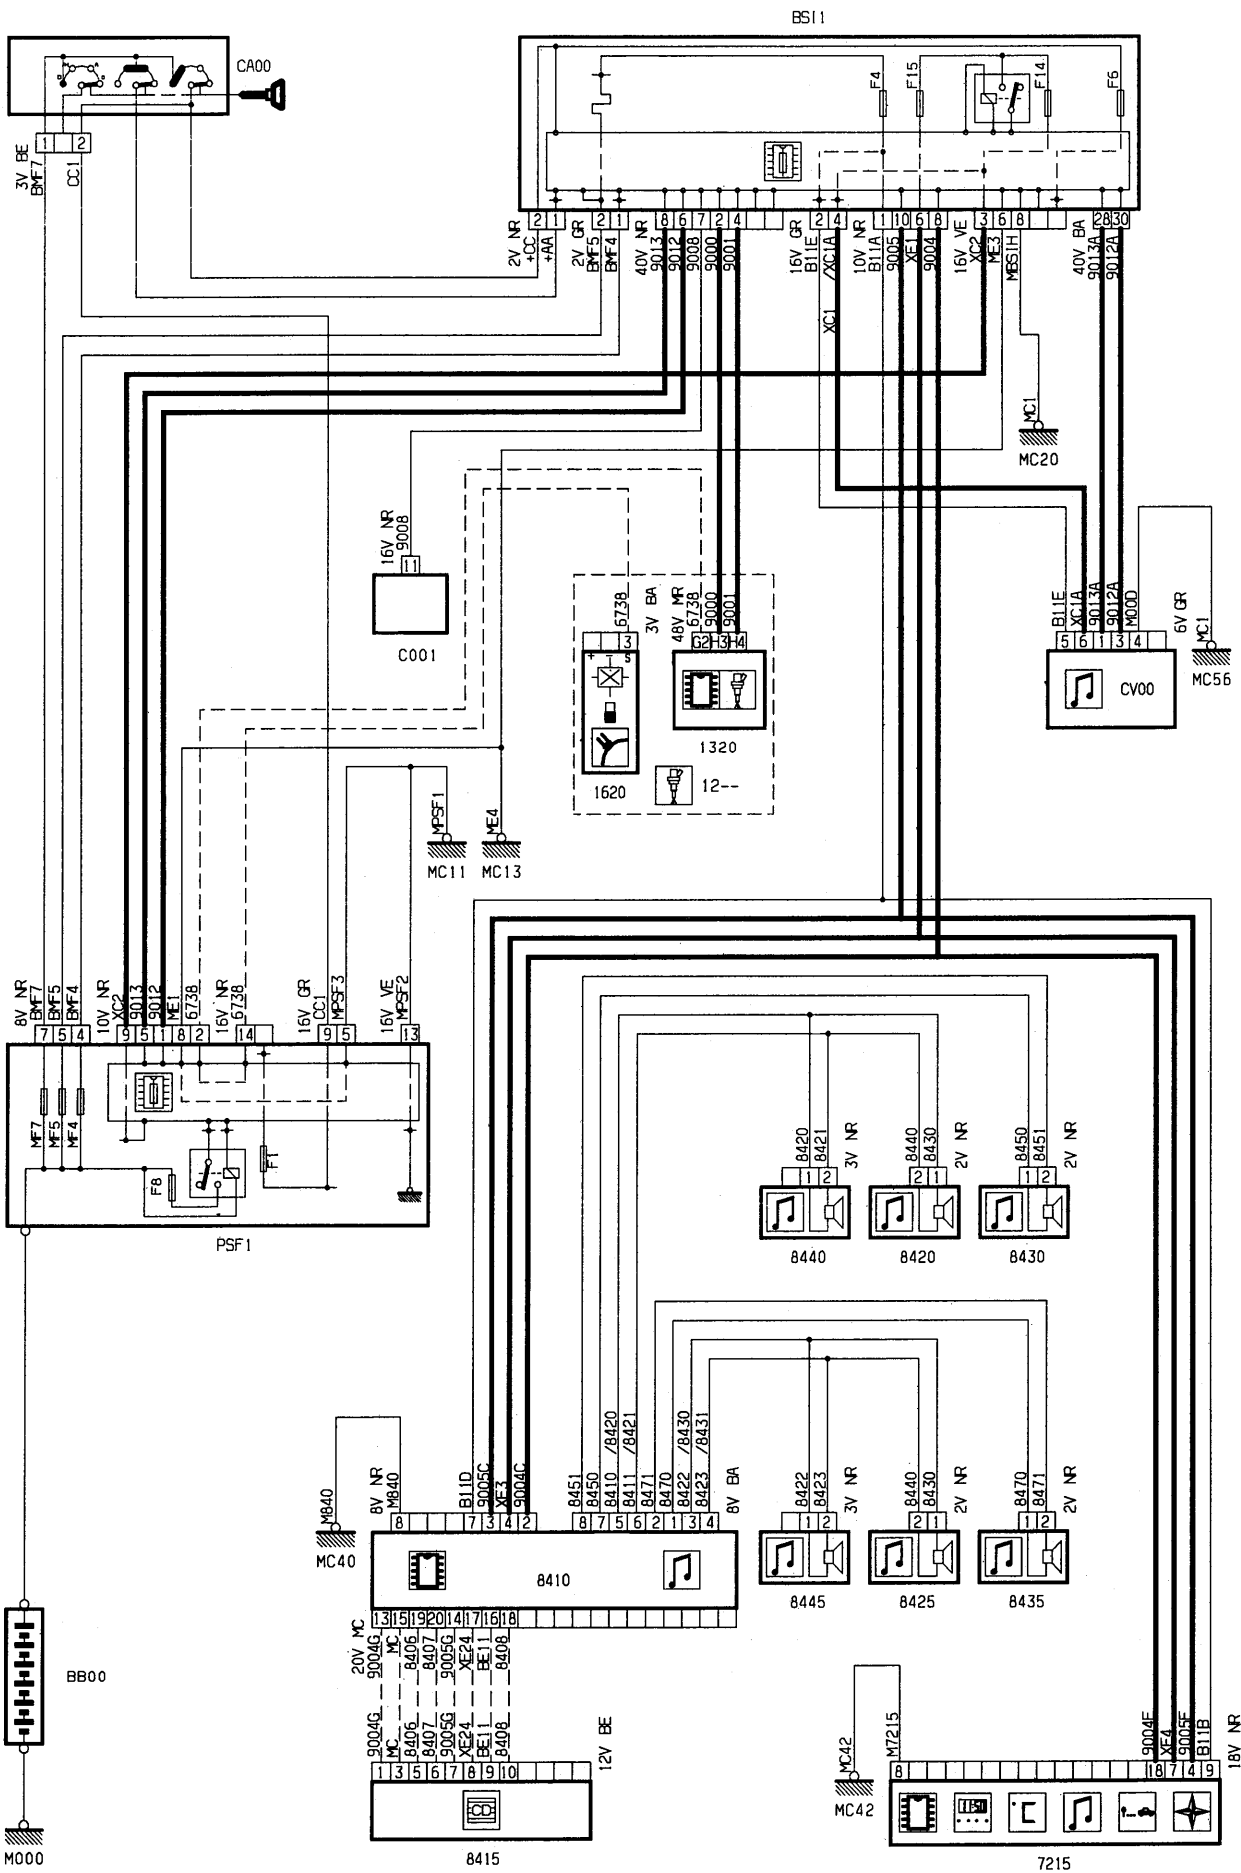 BSI1
CA00
F4
F15
F14
F6
1
2
3V BE
BMF7
CC1
2
1
2
1
8
6
7
2
4
2
4
1
10
6
8
3
6
8
28
30
2V NR
+CC
+AA
2V GR
BMF5
BMF4
40V NR
9013
9012
9008
9000
9001
16V GR
B11E
/XC1A
XC1
10V NR
B11A
9005
XE1
9004
16V VE
XC2
ME3
MBSIH
40V BA
9013A
9012A
MC1
MC20
16V NR
9008
11
C001
6738
3V BA
48V MR
6738
9000
9001
3
G2
H3
H4
+
-
S
1620
1320
12--
B11E
XC1A
9013A
9012A
M00D
6V GR
MC1
5
6
1
3
4
CV00
MC56
MPSF1
ME4
MC11
MC13
8V NR
BMF7
BMF5
BMF4
10V NR
XC2
9013
9012
ME1
6738
16V NR
6738
16V GR
CC1
MPSF3
16V VE
MPSF2
7
5
4
9
5
1
8
2
14
9
5
13
MF7
MF5
MF4
F8
F1
PSF1
8420
8421
3V NR
8440
8430
2V NR
8450
8451
2V NR
1
2
2
1
1
2
8440
8420
8430
8422
8423
3V NR
8440
8430
2V NR
8470
8471
2V NR
1
2
2
1
1
2
8445
8425
8435
M840
MC40
8V NR
M840
B11D
9005C
XE3
9004C
8451
8450
8410
/8420
8411
/8421
8471
8470
8422
/8430
8423
/8431
8V BA
8
7
3
4
2
8
7
5
6
2
1
3
4
8410
13
15
19
20
14
17
16
18
20V MC
9004G
MC
8406
8407
9005G
XE24
BE11
8408
9004G
MC
8406
8407
9005G
XE24
BE11
8408
12V BE
1
3
5
6
7
8
9
10
CD
8415
BB00
M000
MC42
MC42
M7215
9004F
XE4
9005F
B11B
18V NR
8
18
7
4
9
7215